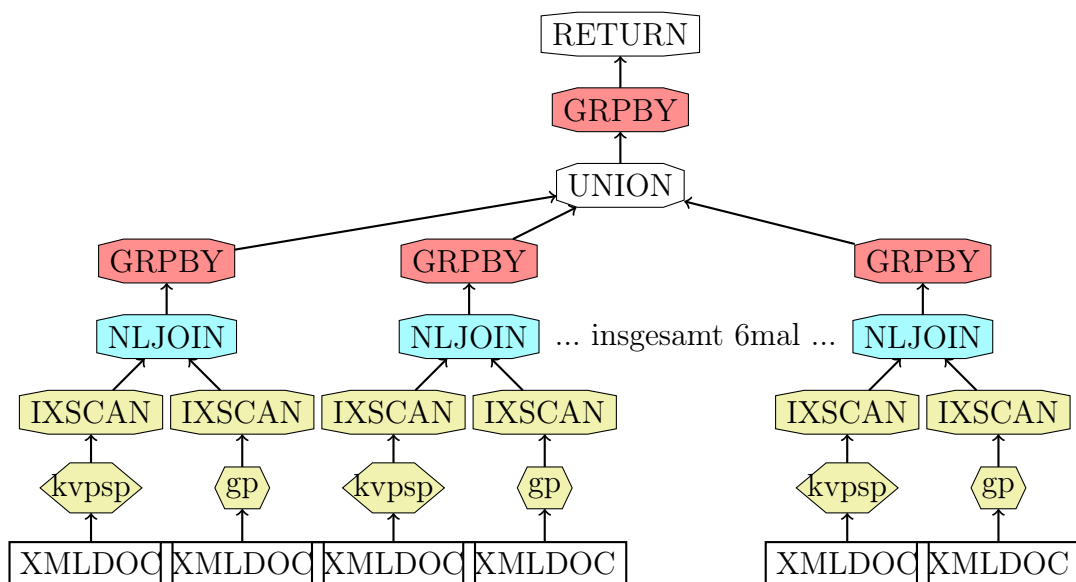 RETURN
GRPBY
UNION
GRPBY GRPBY GRPBY
NLJOIN NLJOIN ... insgesamt 6mal ... NLJOIN
IXSCAN IXSCAN IXSCAN IXSCAN IXSCAN IXSCAN
kvpsp gp kvpsp gp kvpsp gp
XMLDOC XMLDOC XMLDOC XMLDOC XMLDOC XMLDOC